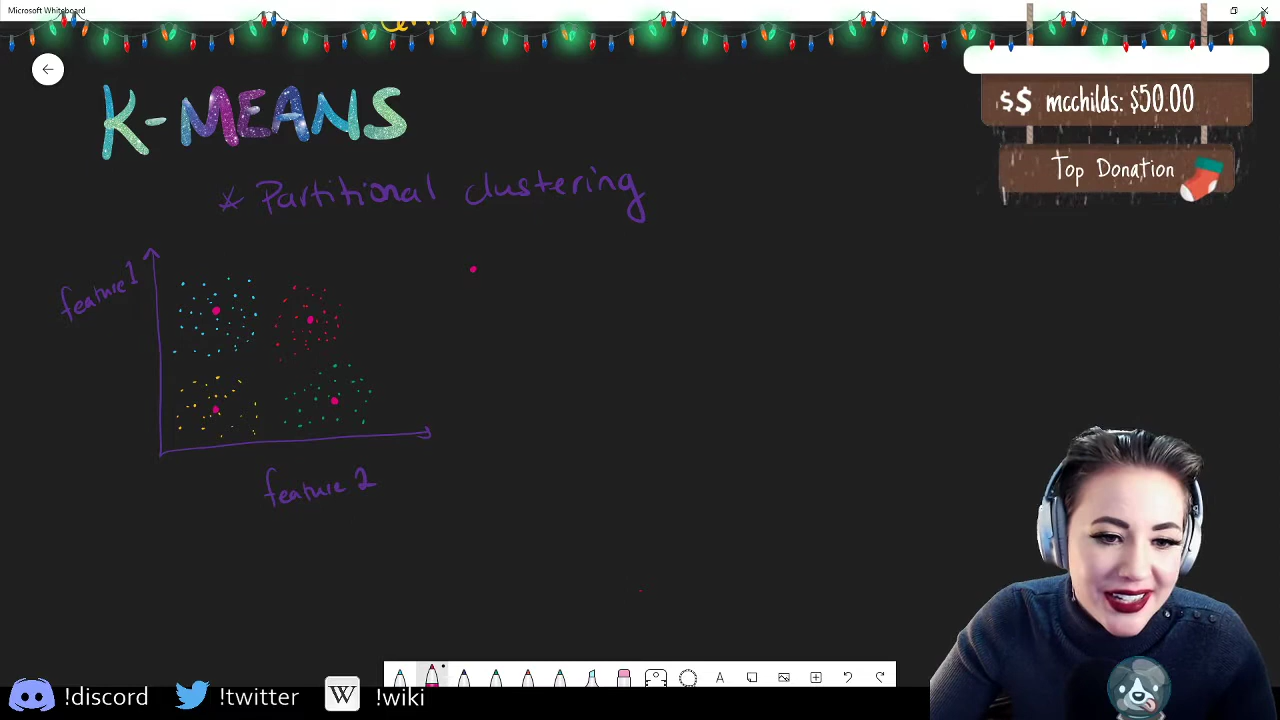 Microsoft Whiteboard
K-MEANS
$$ mcchilds: $50.00
Top Donation
* Partitional clustering
feature 1
feature 2
A
!discord
!twitter
W !wiki